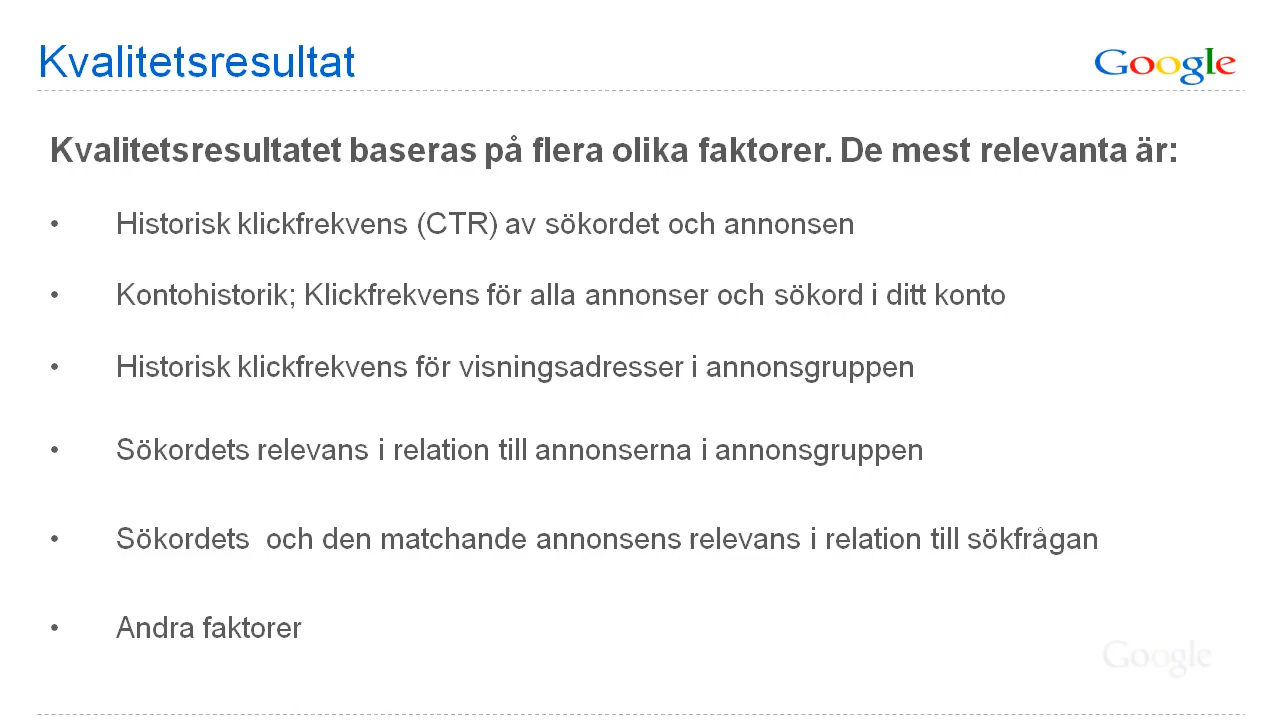 Kvalitetsresultat
Google
Kvalitetsresultatet baseras på flera olika faktorer. De mest relevanta är:
• Historisk klickfrekvens (CTR) av sökordet och annonsen
• Kontohistorik; Klickfrekvens för alla annonser och sökord i ditt konto
• Historisk klickfrekvens för visningsadresser i annonsgruppen
• Sökordets relevans i relation till annonserna i annonsgruppen
• Sökordets  och den matchande annonsens relevans i relation till sökfrågan
• Andra faktorer
Google